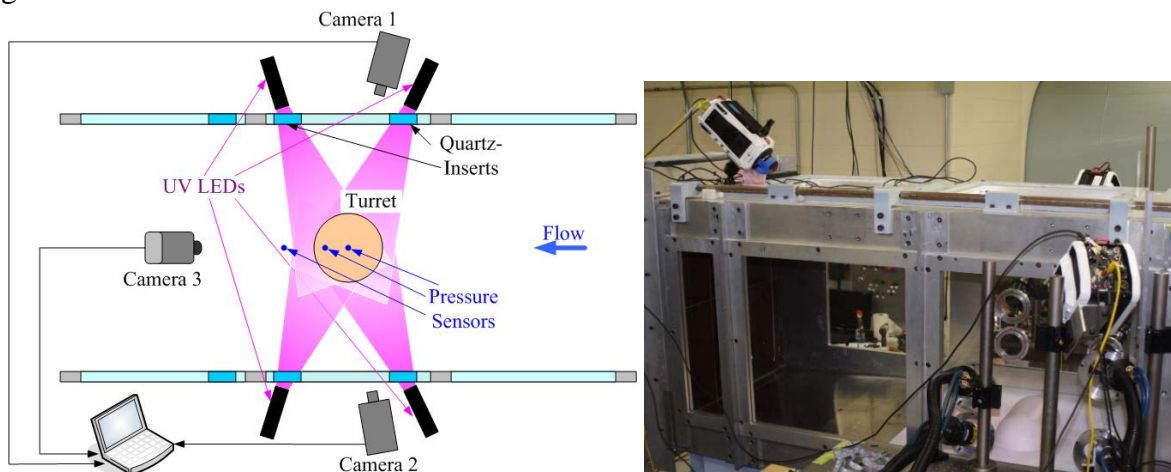 Camera 1
Quartz-
Inserts
UV LEDs
Turret
Flow
Camera 3
Pressure
Sensors
Camera 2